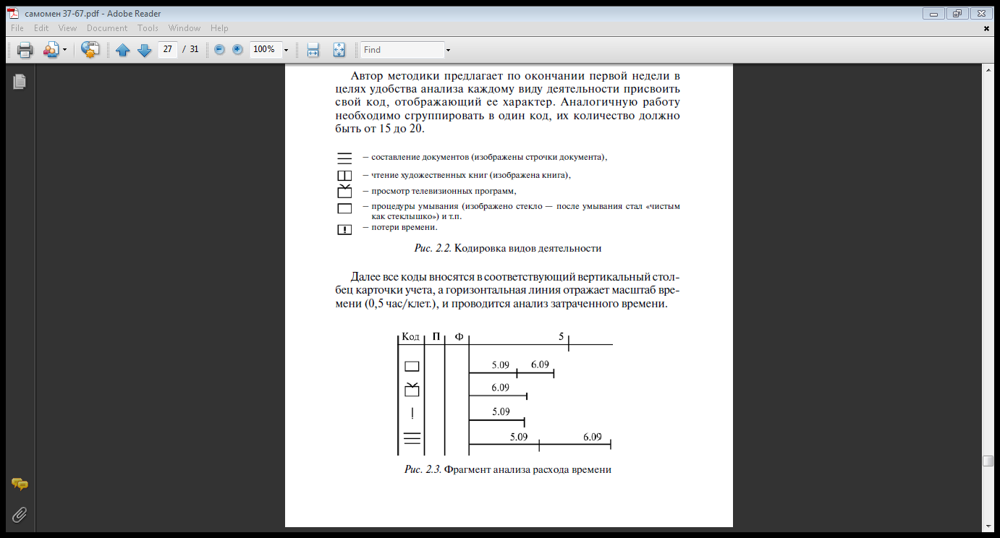 самомен 37-67.pdf - Adobe Reader
File Edit View Document Tools Window Help
27 / 31 100% Find
Автор методики предлагает по окончании первой недели в
целях удобства анализа каждому виду деятельности присвоить
свой код, отображающий ее характер. Аналогичную работу
необходимо сгруппировать в один код, их количество должно
быть от 15 до 20.
– составление документов (изображены строчки документа),
– чтение художественных книг (изображена книга),
– просмотр телевизионных программ,
– процедуры умывания (изображено стекло — после умывания стал «чистым
как стеклышко») и т.п.
! – потери времени.
Рис. 2.2. Кодировка видов деятельности
Далее все коды вносятся в соответствующий вертикальный стол-
бец карточки учета, а горизонтальная линия отражает масштаб вре-
мени (0,5 час/клет.), и проводится анализ затраченного времени.
Код П Ф 5
5.09 6.09
6.09
! 5.09
5.09 6.09
Рис. 2.3. Фрагмент анализа расхода времени